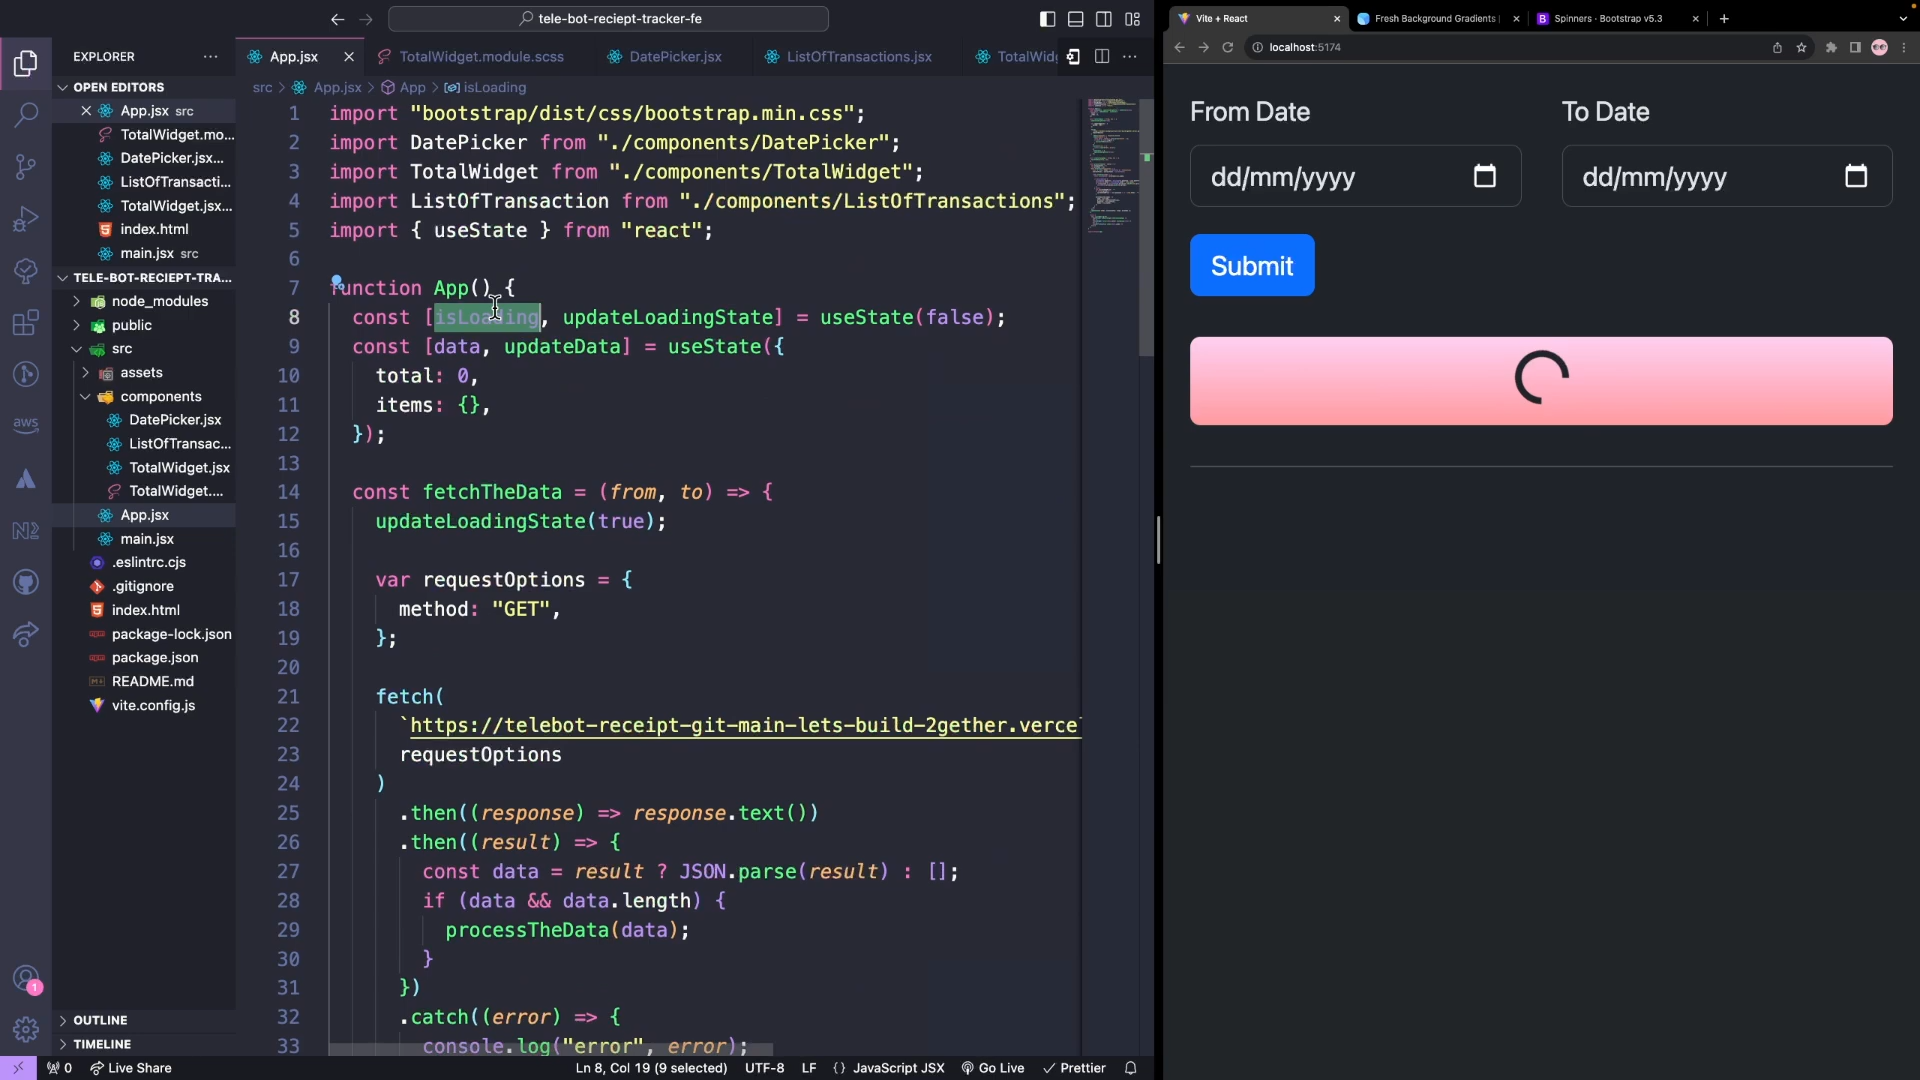 tele-bot-reciept-tracker-fe
EXPLORER
OPEN EDITORS
App.jsx src
TotalWidget.mo...
DatePicker.jsx...
ListOfTransacti...
TotalWidget.jsx...
index.html
main.jsx src
TELE-BOT-RECIEPT-TRA...
node_modules
public
src
assets
components
DatePicker.jsx
ListOfTransac...
TotalWidget.jsx
TotalWidget....
App.jsx
main.jsx
.eslintrc.cjs
.gitignore
index.html
package-lock.json
package.json
README.md
vite.config.js
OUTLINE
TIMELINE
aws
1
App.jsx
TotalWidget.module.scss
DatePicker.jsx
ListOfTransactions.jsx
TotalWidg
src > App.jsx > App > isLoading
1 import "bootstrap/dist/css/bootstrap.min.css";
2 import DatePicker from "./components/DatePicker";
3 import TotalWidget from "./components/TotalWidget";
4 import ListOfTransaction from "./components/ListOfTransactions";
5 import { useState } from "react";
6
7 function App() {
8 const [isLoading, updateLoadingState] = useState(false);
9 const [data, updateData] = useState({
10 total: 0,
11 items: {},
12 });
13
14 const fetchTheData = (from, to) => {
15 updateLoadingState(true);
16
17 var requestOptions = {
18 method: "GET",
19 };
20
21 fetch(
22 `https://telebot-receipt-git-main-lets-build-2gether.verce
23 requestOptions
24 )
25 .then((response) => response.text())
26 .then((result) => {
27 const data = result ? JSON.parse(result) : [];
28 if (data && data.length) {
29 processTheData(data);
30 }
31 })
32 .catch((error) => {
33 console.log("error", error);
0
Live Share
Ln 8, Col 19 (9 selected)
UTF-8
LF
{} JavaScript JSX
Go Live
Prettier
Vite + React
Fresh Background Gradients
B Spinners · Bootstrap v5.3
localhost:5174
From Date
To Date
dd/mm/yyyy
dd/mm/yyyy
Submit